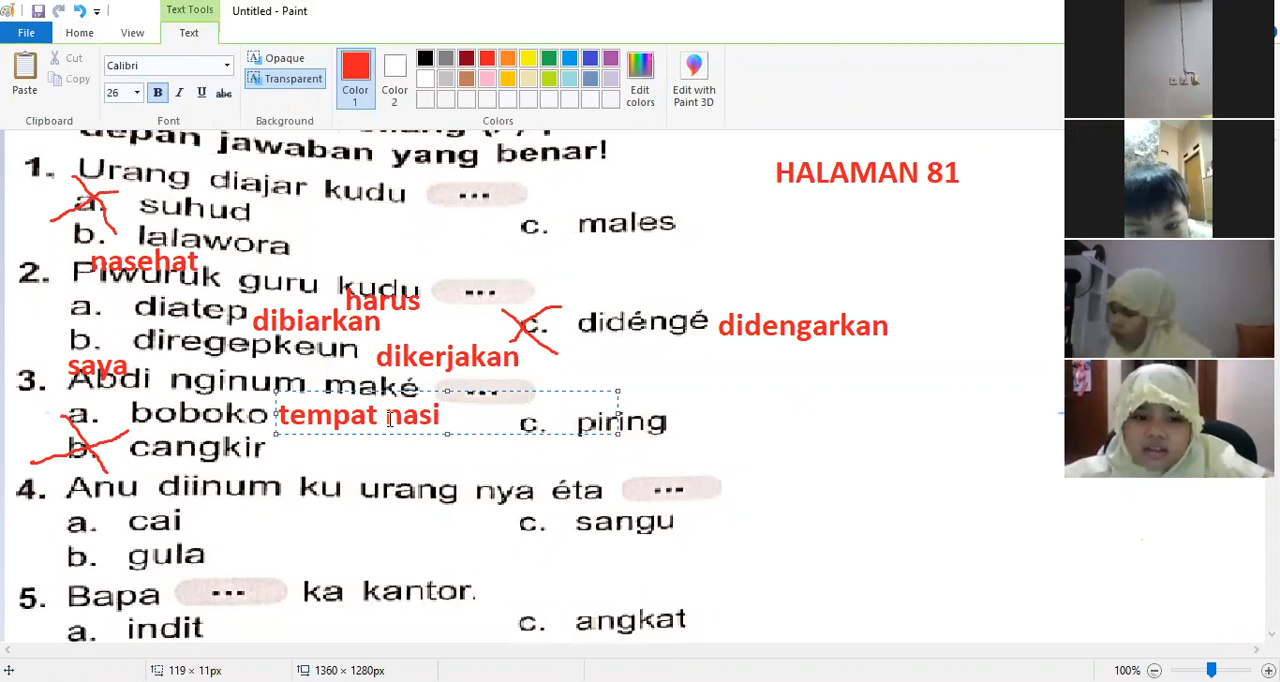 Text Tools
Untitled - Paint
File Home View Text
Paste
Cut
Copy
Clipboard
Calibri
26 B I U abc
Font
Opaque
Transparent
Background
Color 1
Color 2
Edit colors
Colors
Edit with Paint 3D
depan jawaban yang benar!
HALAMAN 81
1. Urang diajar kudu ...
a. suhud
b. lalawora
c. males
nasehat
2. Piwuruk guru kudu ...
harus
a. diatep dibiarkan
b. diregepkeun dikerjakan
c. didéngé didengarkan
saya
3. Abdi nginum maké ...
a. boboko tempat nasi
b. cangkir
c. piring
4. Anu diinum ku urang nya éta ...
a. cai
b. gula
c. sangu
5. Bapa ... ka kantor.
a. indit
c. angkat
119 × 11px
1360 × 1280px
100%